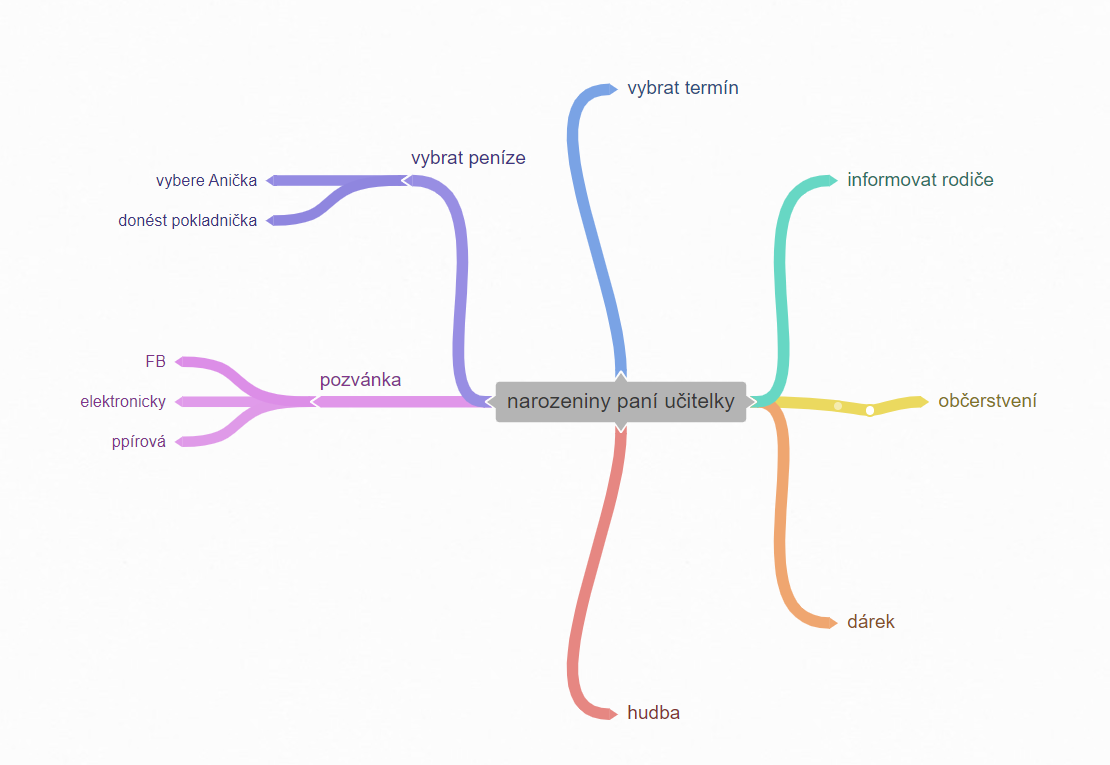 vybrat termín
vybrat peníze
vybere Anička
informovat rodiče
donést pokladnička
FB
pozvánka
elektronicky
narozeniny paní učitelky
občerstvení
ppírová
dárek
hudba